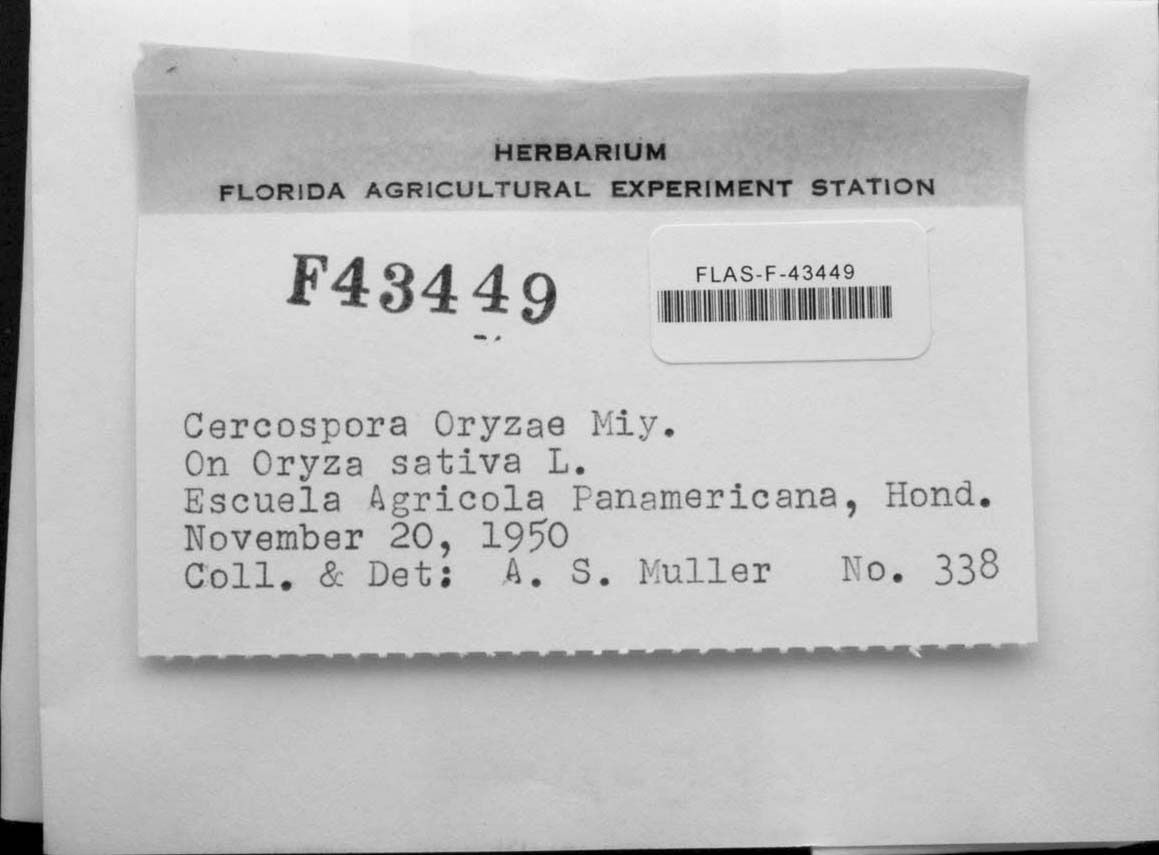 HERBARIUM
FLORIDA AGRICULTURAL EXPERIMENT STATION
F43449
FLAS-F-43449
Cercospora Oryzae Miy.
On Oryza sativa L.
Escuela Agricola Panamericana, Hond.
November 20, 1950
Coll. & Det: A. S. Muller No. 338